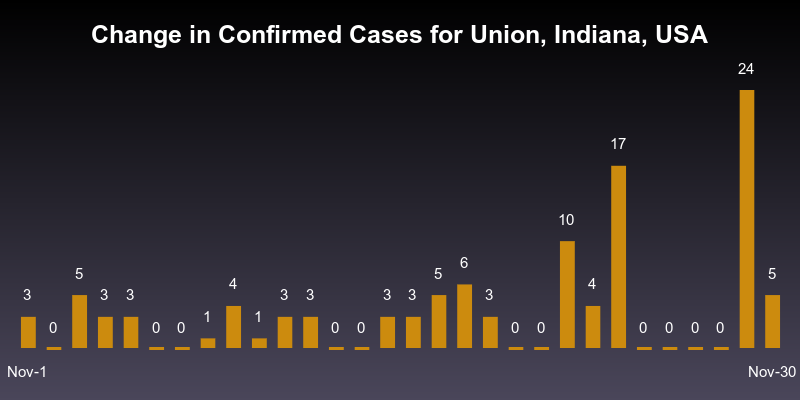 Change in Confirmed Cases for Union, Indiana, USA
3 0 5 3 3 0 0 1 4 1 3 3 0 0 3 3 5 6 3 0 0 10 4 17 0 0 0 0 24 5
Nov-1 Nov-30